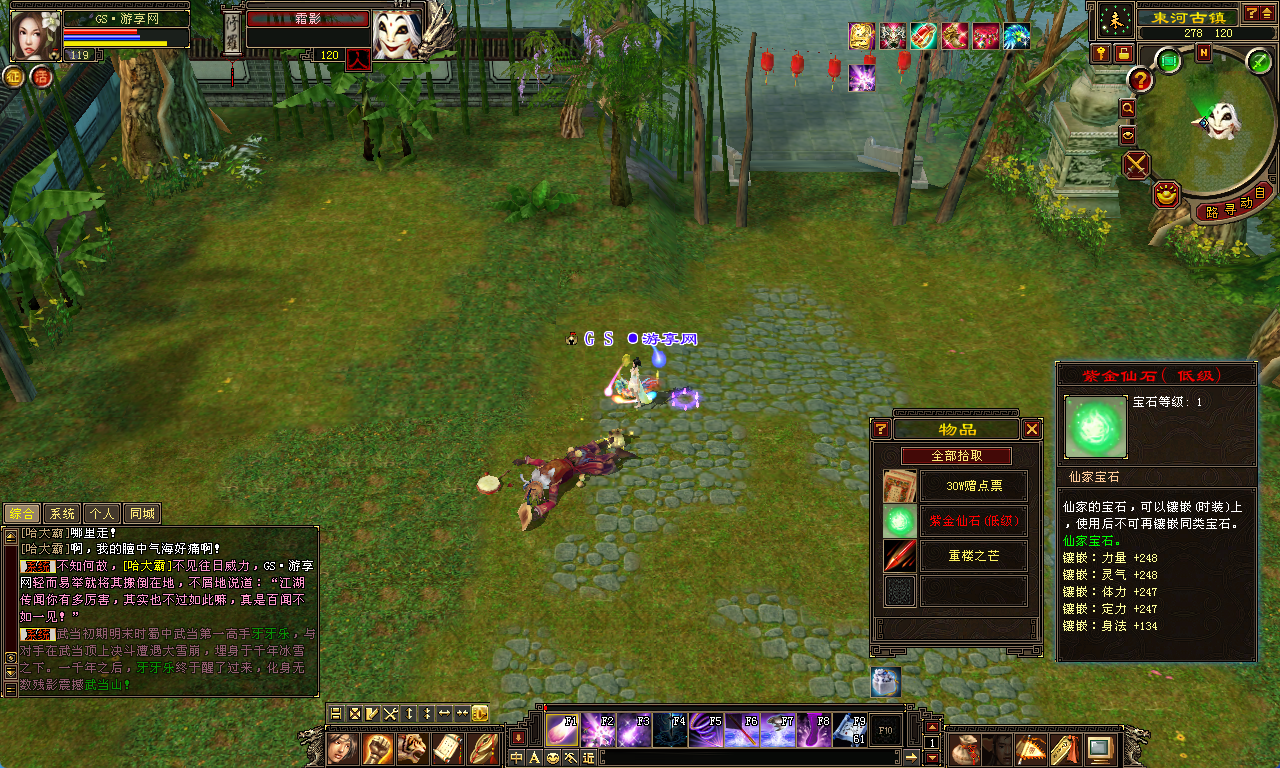 GS·游享网
119
征
活
霜影
120
東河古镇
278 120
N
自动寻路
GS●游享网
紫金仙石(低级)
宝石等级: 1
仙家宝石
仙家的宝石,可以镶嵌(时装)上
,使用后不可再镶嵌同类宝石。
仙家宝石。
镶嵌:力量 +248
镶嵌:灵气 +248
镶嵌:体力 +247
镶嵌:定力 +247
镶嵌:身法 +134
物品
全部拾取
30W赠点票
紫金仙石(低级)
重楼之芒
综合 系统 个人 同城
[哈大霸]哪里走!
[哈大霸]啊,我的膻中气海好痛啊!
不知何故,[哈大霸]不见往日威力,GS·游享
网轻而易举就将其撂倒在地,不屑地说道:“江湖
传闻你有多厉害,其实也不过如此嘛,真是百闻不
如一见!”
武当初期明末时蜀中武当第一高手牙牙乐,与
对手在武当顶上决斗遭遇大雪崩,埋身于千年冰雪
之下。一千年之后,牙牙乐终于醒了过来,化身无
数残影震撼武当山!
F1 F2 F3 F4 F5 F6 F7 F8 F9 F10
61
1
中 A 近